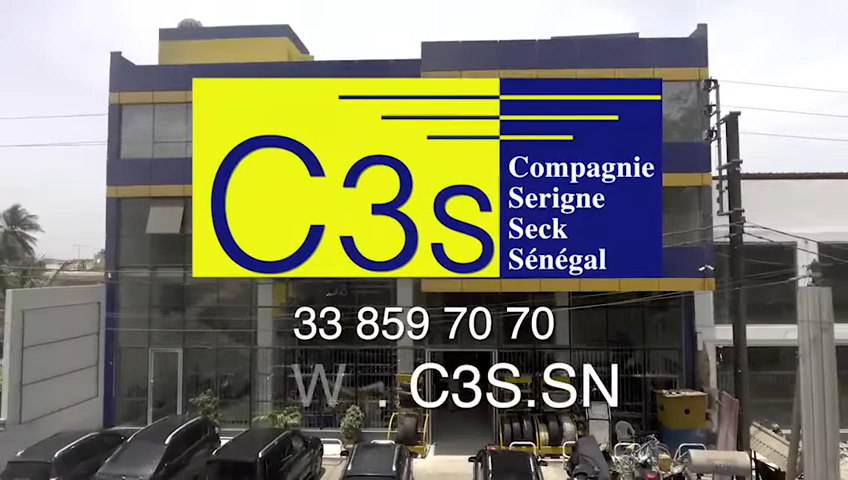 C3s
Compagnie
Serigne
Seck
Sénégal
33 859 70 70
W . C3S.SN